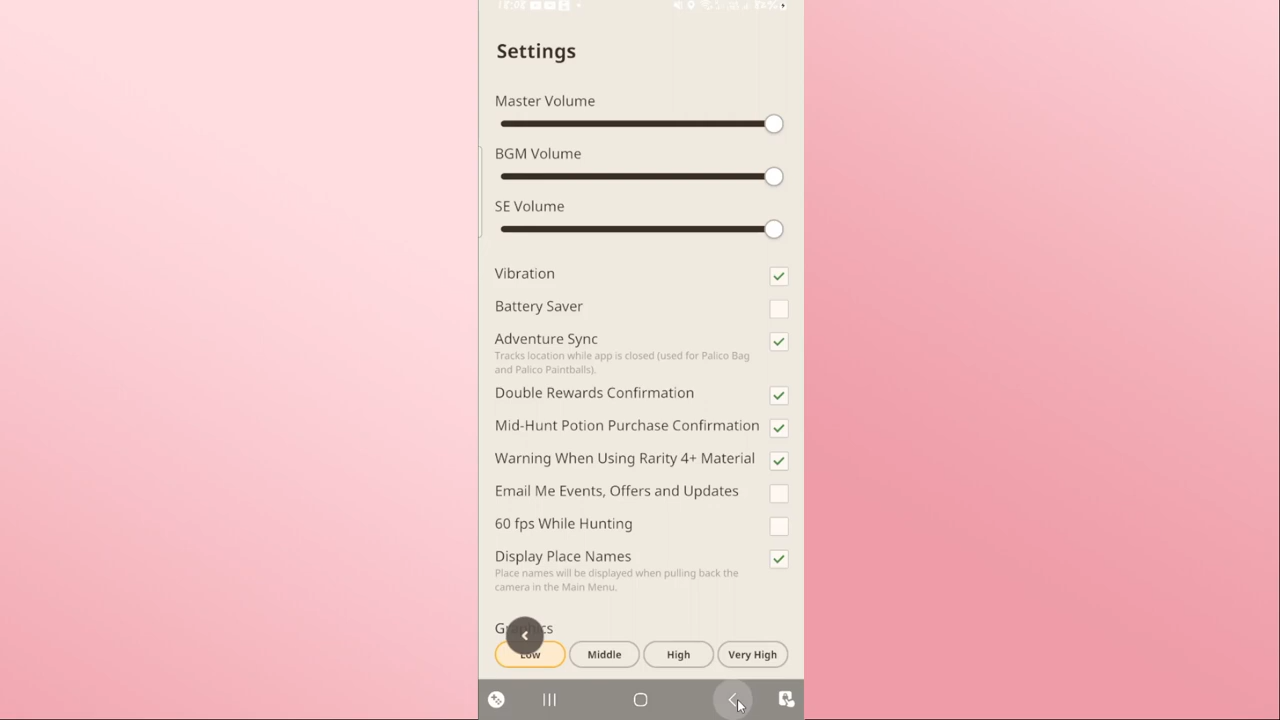 Settings
Master Volume
BGM Volume
SE Volume
Vibration
Battery Saver
Adventure Sync
Tracks location while app is closed (used for Palico Bag
and Palico Paintballs).
Double Rewards Confirmation
Mid-Hunt Potion Purchase Confirmation
Warning When Using Rarity 4+ Material
Email Me Events, Offers and Updates
60 fps While Hunting
Display Place Names
Place names will be displayed when pulling back the
camera in the Main Menu.
Graphics
Low Middle High Very High